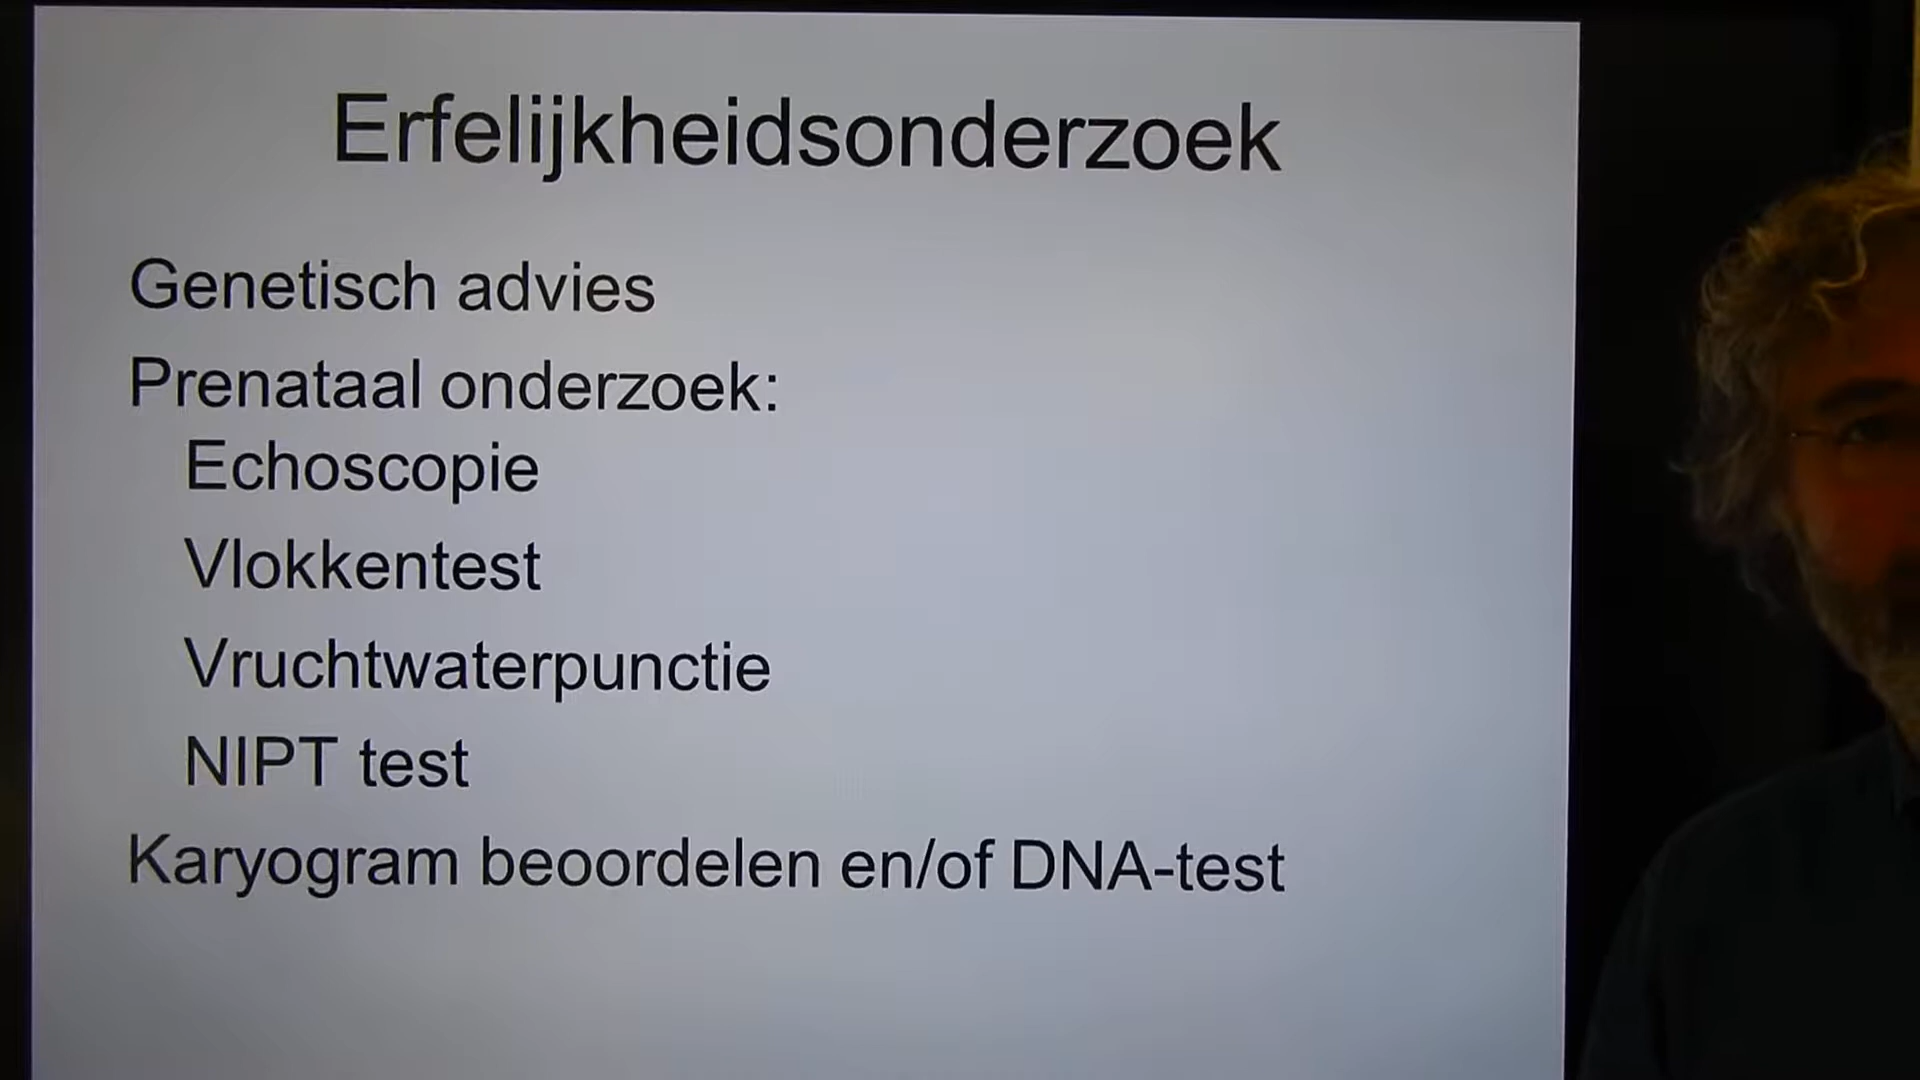 Erfelijkheidsonderzoek
Genetisch advies
Prenataal onderzoek:
Echoscopie
Vlokkentest
Vruchtwaterpunctie
NIPT test
Karyogram beoordelen en/of DNA-test